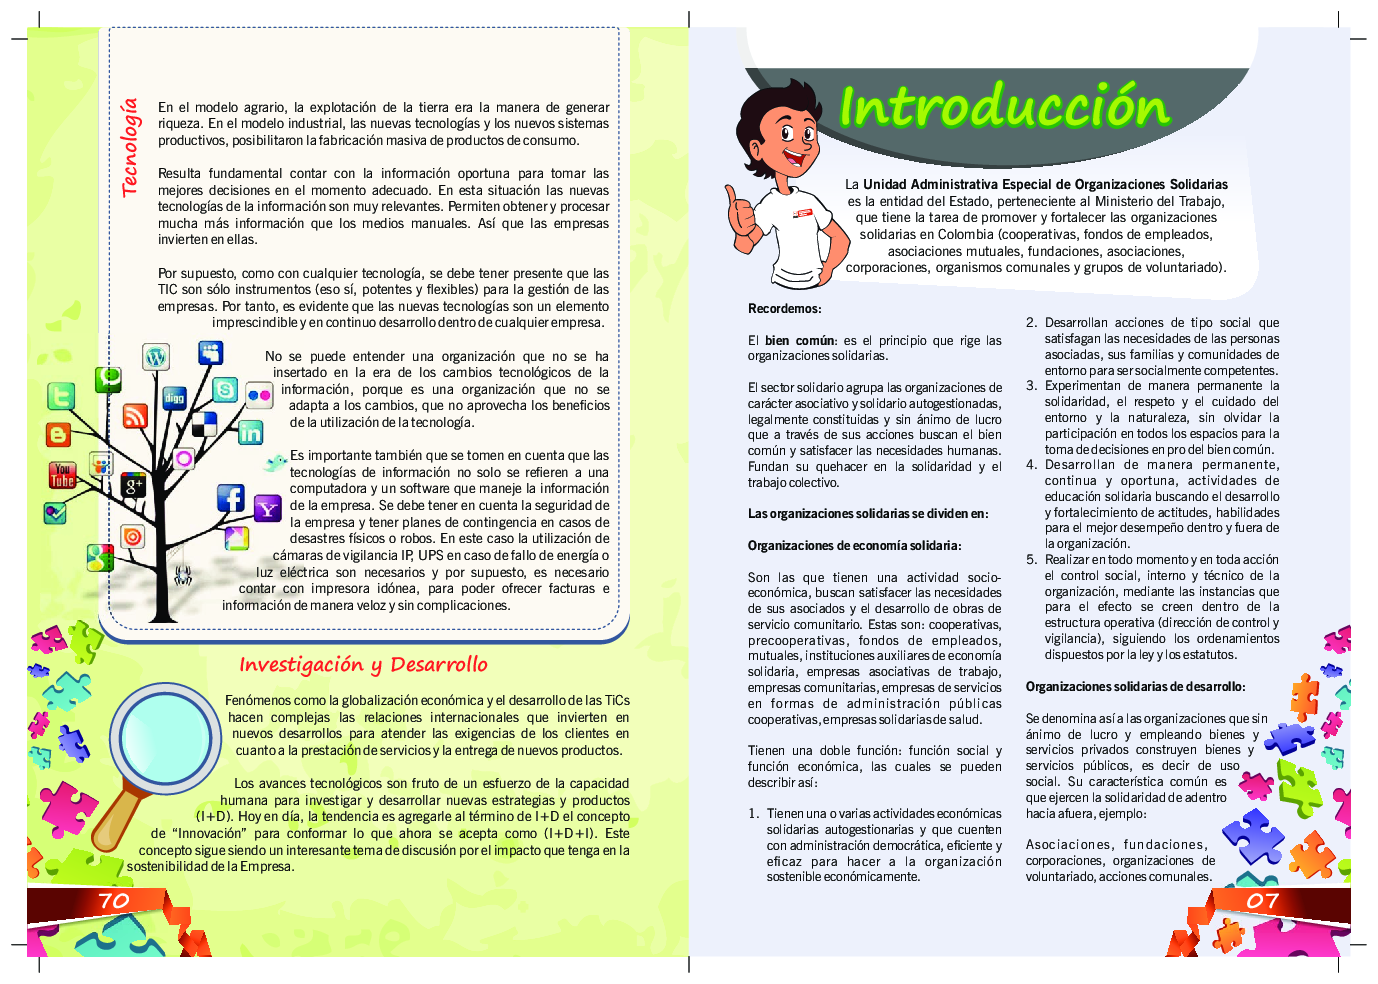 Tecnología
En el modelo agrario, la explotación de la tierra era la manera de generar
riqueza. En el modelo industrial, las nuevas tecnologías y los nuevos sistemas
productivos, posibilitaron la fabricación masiva de productos de consumo.
Resulta fundamental contar con la información oportuna para tomar las
mejores decisiones en el momento adecuado. En esta situación las nuevas
tecnologías de la información son muy relevantes. Permiten obtener y procesar
mucha más información que los medios manuales. Así que las empresas
invierten en ellas.
Por supuesto, como con cualquier tecnología, se debe tener presente que las
TIC son sólo instrumentos (eso sí, potentes y flexibles) para la gestión de las
empresas. Por tanto, es evidente que las nuevas tecnologías son un elemento
imprescindible y en continuo desarrollo dentro de cualquier empresa.
No se puede entender una organización que no se ha
insertado en la era de los cambios tecnológicos de la
información, porque es una organización que no se
adapta a los cambios, que no aprovecha los beneficios
de la utilización de la tecnología.
Es importante también que se tomen en cuenta que las
tecnologías de información no solo se refieren a una
computadora y un software que maneje la información
de la empresa. Se debe tener en cuenta la seguridad de
la empresa y tener planes de contingencia en casos de
desastres físicos o robos. En este caso la utilización de
cámaras de vigilancia IP, UPS en caso de fallo de energía o
luz eléctrica son necesarios y por supuesto, es necesario
contar con impresora idónea, para poder ofrecer facturas e
información de manera veloz y sin complicaciones.
digg
in
You
Tube
g+
f
Y
Investigación y Desarrollo
Fenómenos como la globalización económica y el desarrollo de las TiCs
hacen complejas las relaciones internacionales que invierten en
nuevos desarrollos para atender las exigencias de los clientes en
cuanto a la prestación de servicios y la entrega de nuevos productos.
Los avances tecnológicos son fruto de un esfuerzo de la capacidad
humana para investigar y desarrollar nuevas estrategias y productos
(I+D). Hoy en día, la tendencia es agregarle al término de I+D el concepto
de “Innovación” para conformar lo que ahora se acepta como (I+D+I). Este
concepto sigue siendo un interesante tema de discusión por el impacto que tenga en la
sostenibilidad de la Empresa.
70
Introducción
La Unidad Administrativa Especial de Organizaciones Solidarias
es la entidad del Estado, perteneciente al Ministerio del Trabajo,
que tiene la tarea de promover y fortalecer las organizaciones
solidarias en Colombia (cooperativas, fondos de empleados,
asociaciones mutuales, fundaciones, asociaciones,
corporaciones, organismos comunales y grupos de voluntariado).
Recordemos:
El bien común: es el principio que rige las
organizaciones solidarias.
El sector solidario agrupa las organizaciones de
carácter asociativo y solidario autogestionadas,
legalmente constituidas y sin ánimo de lucro
que a través de sus acciones buscan el bien
común y satisfacer las necesidades humanas.
Fundan su quehacer en la solidaridad y el
trabajo colectivo.
Las organizaciones solidarias se dividen en:
Organizaciones de economía solidaria:
Son las que tienen una actividad socio-
económica, buscan satisfacer las necesidades
de sus asociados y el desarrollo de obras de
servicio comunitario. Estas son: cooperativas,
precooperativas, fondos de empleados,
mutuales, instituciones auxiliares de economía
solidaria, empresas asociativas de trabajo,
empresas comunitarias, empresas de servicios
en formas de administración públicas
cooperativas, empresas solidarias de salud.
Tienen una doble función: función social y
función económica, las cuales se pueden
describir así:
1. Tienen una o varias actividades económicas
solidarias autogestionarias y que cuenten
con administración democrática, eficiente y
eficaz para hacer a la organización
sostenible económicamente.
2. Desarrollan acciones de tipo social que
satisfagan las necesidades de las personas
asociadas, sus familias y comunidades de
entorno para ser socialmente competentes.
3. Experimentan de manera permanente la
solidaridad, el respeto y el cuidado del
entorno y la naturaleza, sin olvidar la
participación en todos los espacios para la
toma de decisiones en pro del bien común.
4. Desarrollan de manera permanente,
continua y oportuna, actividades de
educación solidaria buscando el desarrollo
y fortalecimiento de actitudes, habilidades
para el mejor desempeño dentro y fuera de
la organización.
5. Realizar en todo momento y en toda acción
el control social, interno y técnico de la
organización, mediante las instancias que
para el efecto se creen dentro de la
estructura operativa (dirección de control y
vigilancia), siguiendo los ordenamientos
dispuestos por la ley y los estatutos.
Organizaciones solidarias de desarrollo:
Se denomina así a las organizaciones que sin
ánimo de lucro y empleando bienes y
servicios privados construyen bienes y
servicios públicos, es decir de uso
social. Su característica común es
que ejercen la solidaridad de adentro
hacía afuera, ejemplo:
Asociaciones, fundaciones,
corporaciones, organizaciones de
voluntariado, acciones comunales.
07